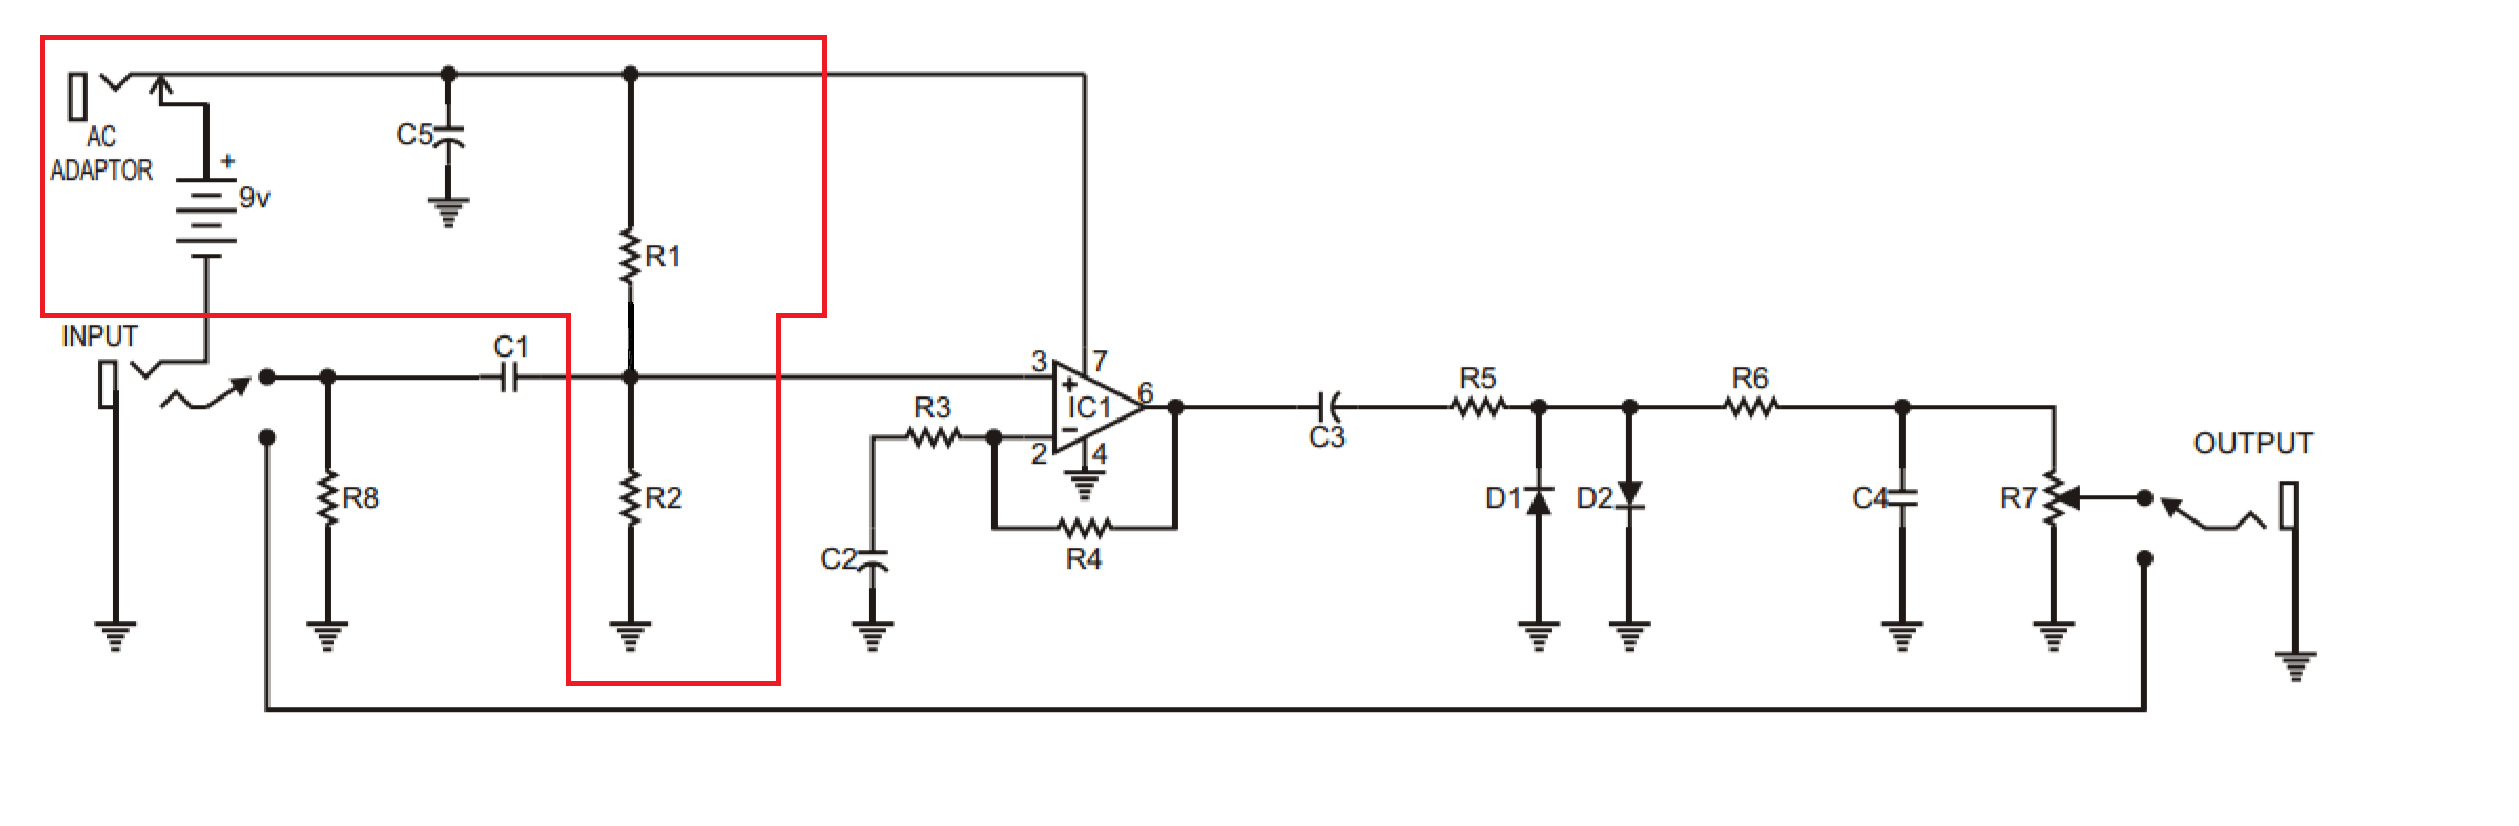 AC
ADAPTOR
+
9v
C5
R1
INPUT
C1
3
7
+
IC1
6
−
2
4
R3
R4
C2
R8
R2
C3
R5
D1
D2
R6
C4
R7
OUTPUT